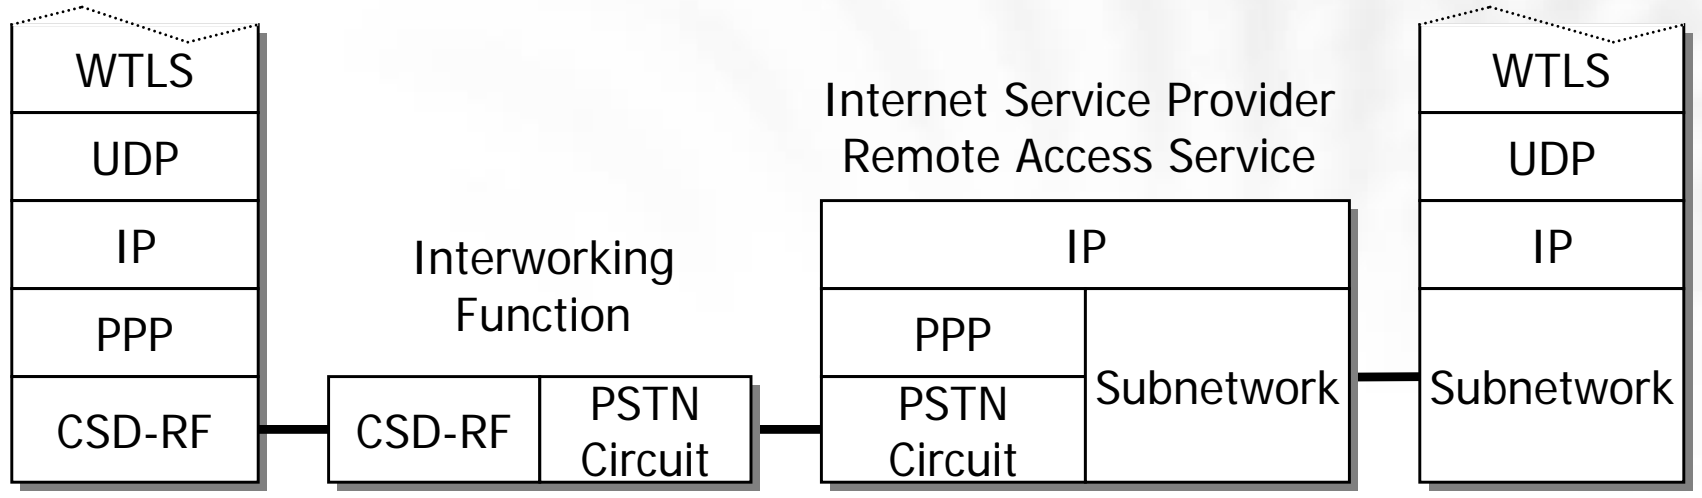 WTLS
UDP
IP
PPP
CSD-RF
Interworking
Function
CSD-RF
PSTN
Circuit
Internet Service Provider
Remote Access Service
IP
PPP
PSTN
Circuit
Subnetwork
WTLS
UDP
IP
Subnetwork